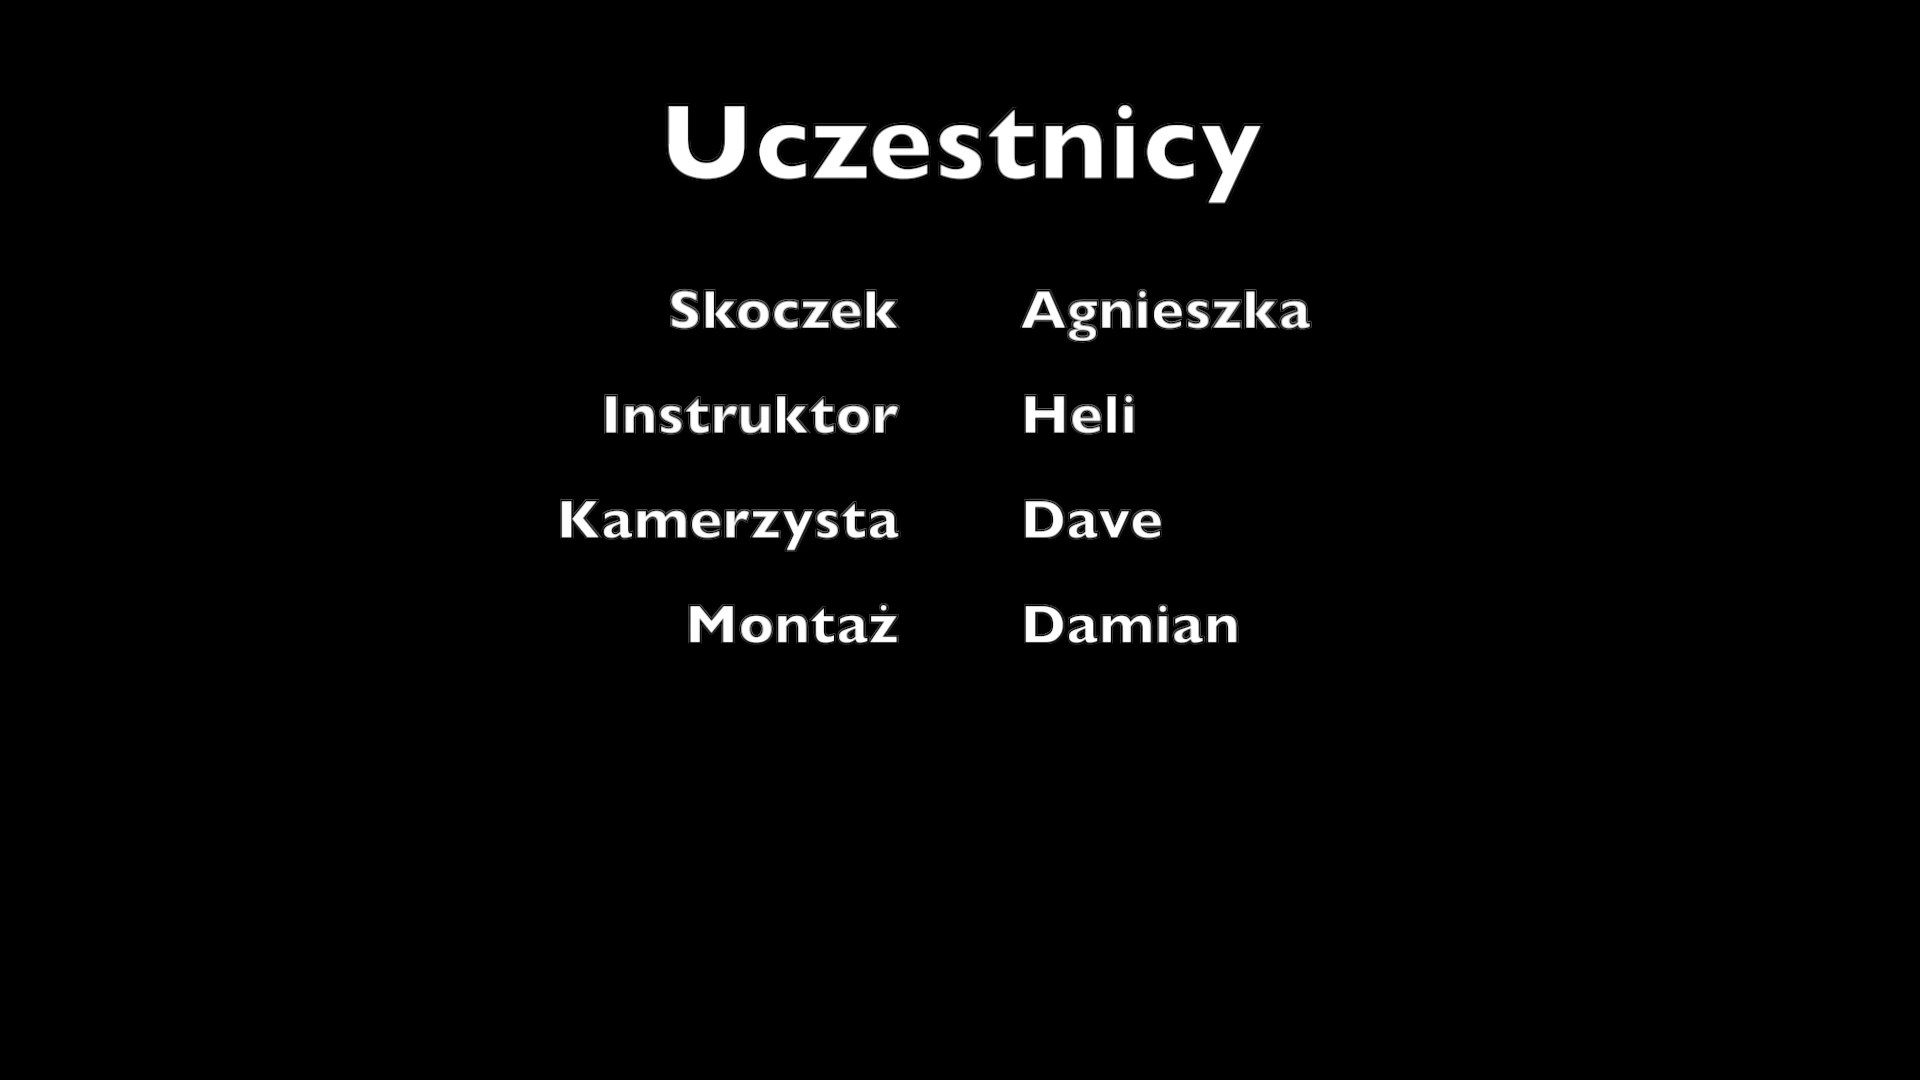 Uczestnicy
Skoczek Agnieszka
Instruktor Heli
Kamerzysta Dave
Montaż Damian